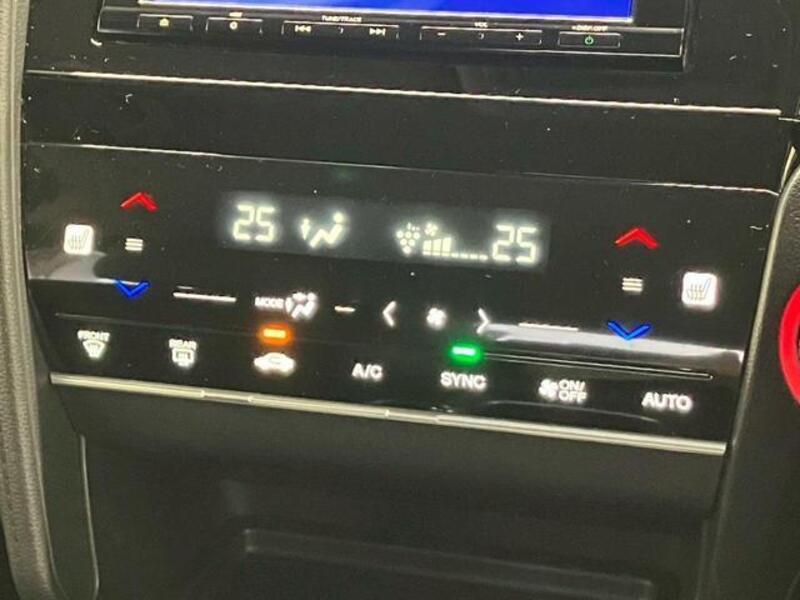 TUNE/TRACK
VOL
− +
25 25
MODE
FRONT
REAR
A/C
SYNC
ON/
OFF
AUTO